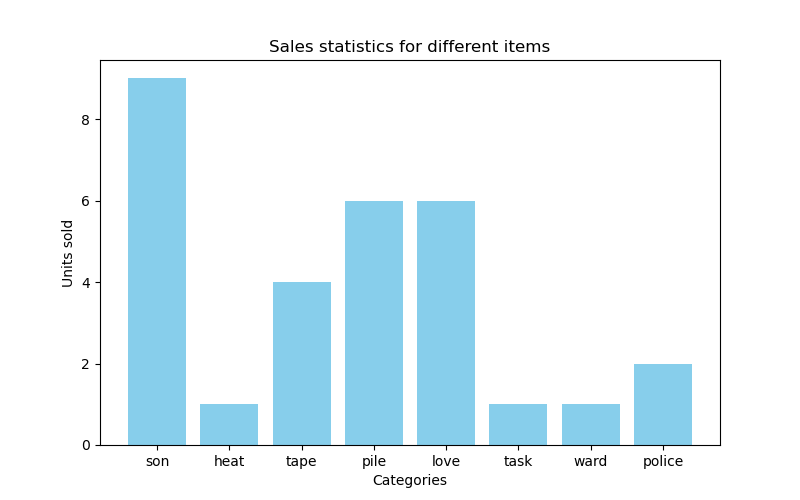 Sales statistics for different items
Units sold
8
6
4
2
0
son heat tape pile love task ward police
Categories